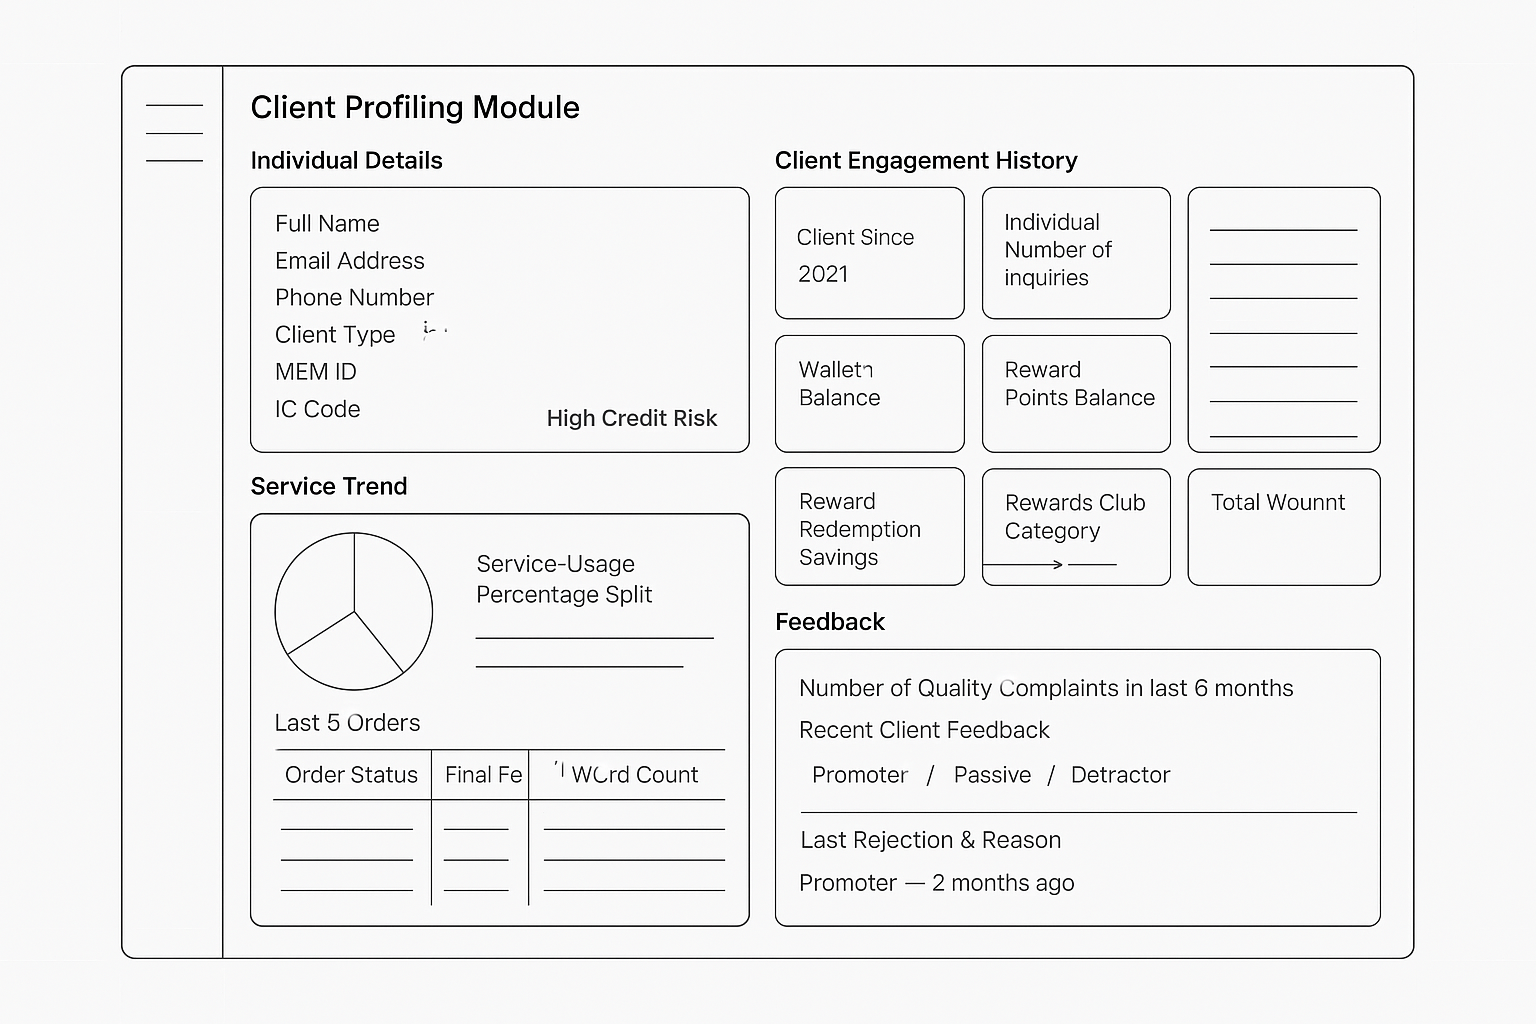 Client Profiling Module
Individual Details
Full Name
Email Address
Phone Number
Client Type
MEM ID
IC Code
High Credit Risk
Service Trend
Service-Usage
Percentage Split
Last 5 Orders
Order Status
Final Fe
WOrd Count
Client Engagement History
Client Since
2021
Individual
Number of
inquiries
Wallet
Balance
Reward
Points Balance
Reward
Redemption
Savings
Rewards Club
Category
Total Wounnt
Feedback
Number of Quality Complaints in last 6 months
Recent Client Feedback
Promoter / Passive / Detractor
Last Rejection & Reason
Promoter — 2 months ago